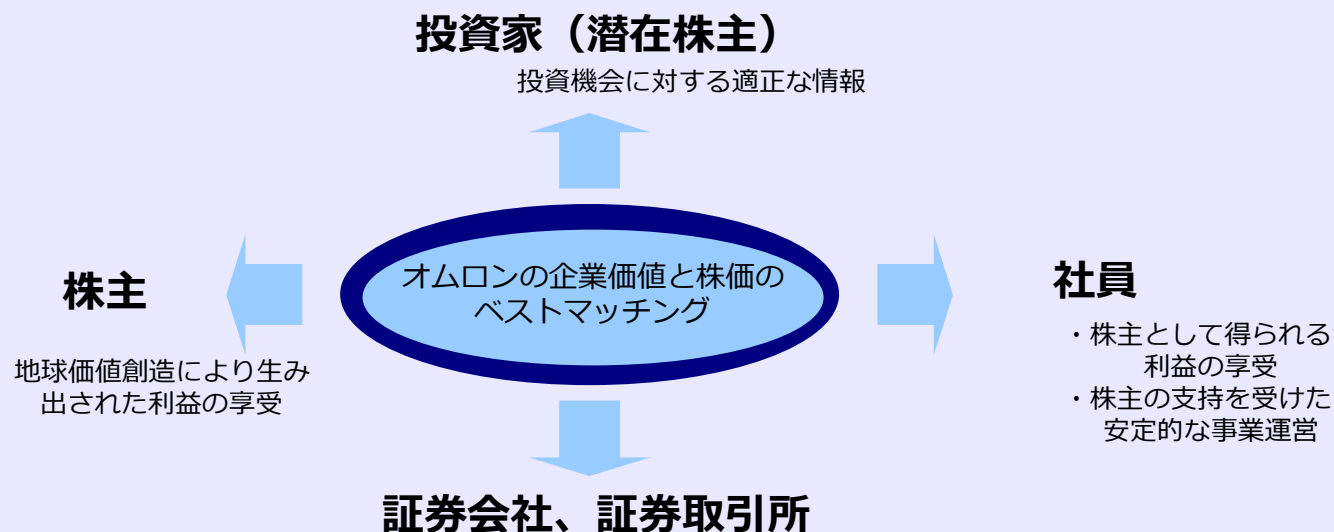 投資家（潜在株主）
投資機会に対する適正な情報
オムロンの企業価値と株価の
ベストマッチング
株主
地球価値創造により生み
出された利益の享受
社員
・株主として得られる
利益の享受
・株主の支持を受けた
安定的な事業運営
証券会社、証券取引所